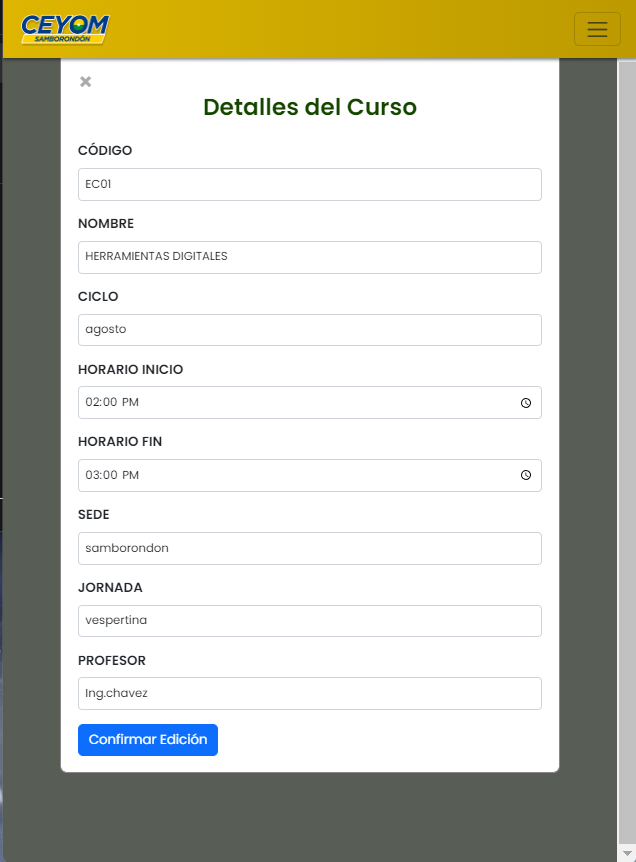 CEYOM
SAMBORONDÓN
×
Detalles del Curso
CÓDIGO
EC01
NOMBRE
HERRAMIENTAS DIGITALES
CICLO
agosto
HORARIO INICIO
02:00 PM
HORARIO FIN
03:00 PM
SEDE
samborondon
JORNADA
vespertina
PROFESOR
Ing.chavez
Confirmar Edición